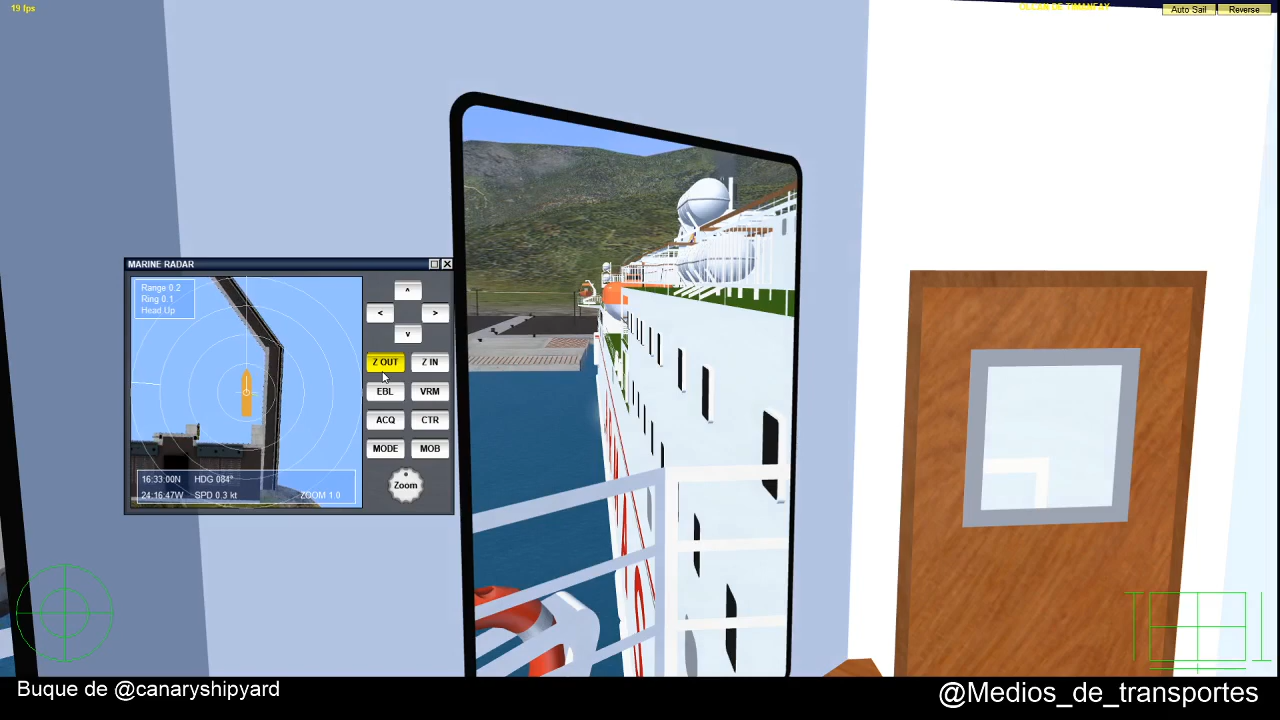 19 fps
Auto Sail
Reverse
MARINE RADAR
Range 0.2
Ring 0.1
Head Up
^
< >
v
Z OUT Z IN
EBL VRM
ACQ CTR
MODE MOB
Zoom
16:33:00N HDG 084°
24:16:47W SPD 0.3 kt ZOOM 1.0
Buque de @canaryshipyard
@Medios_de_transportes